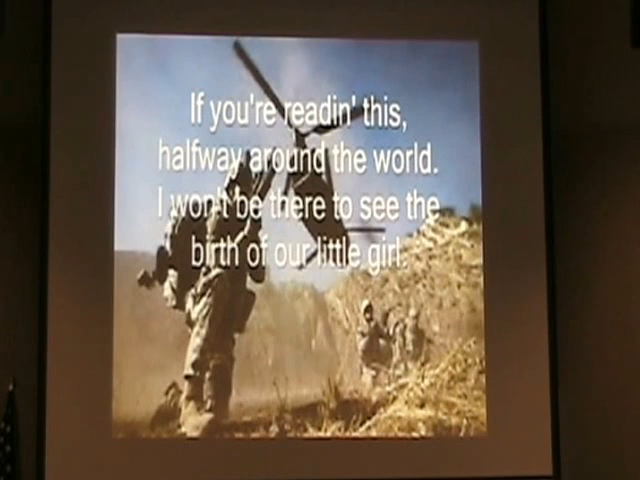 If you're readin' this,
halfway around the world.
I won't be there to see the
birth of our little girl.